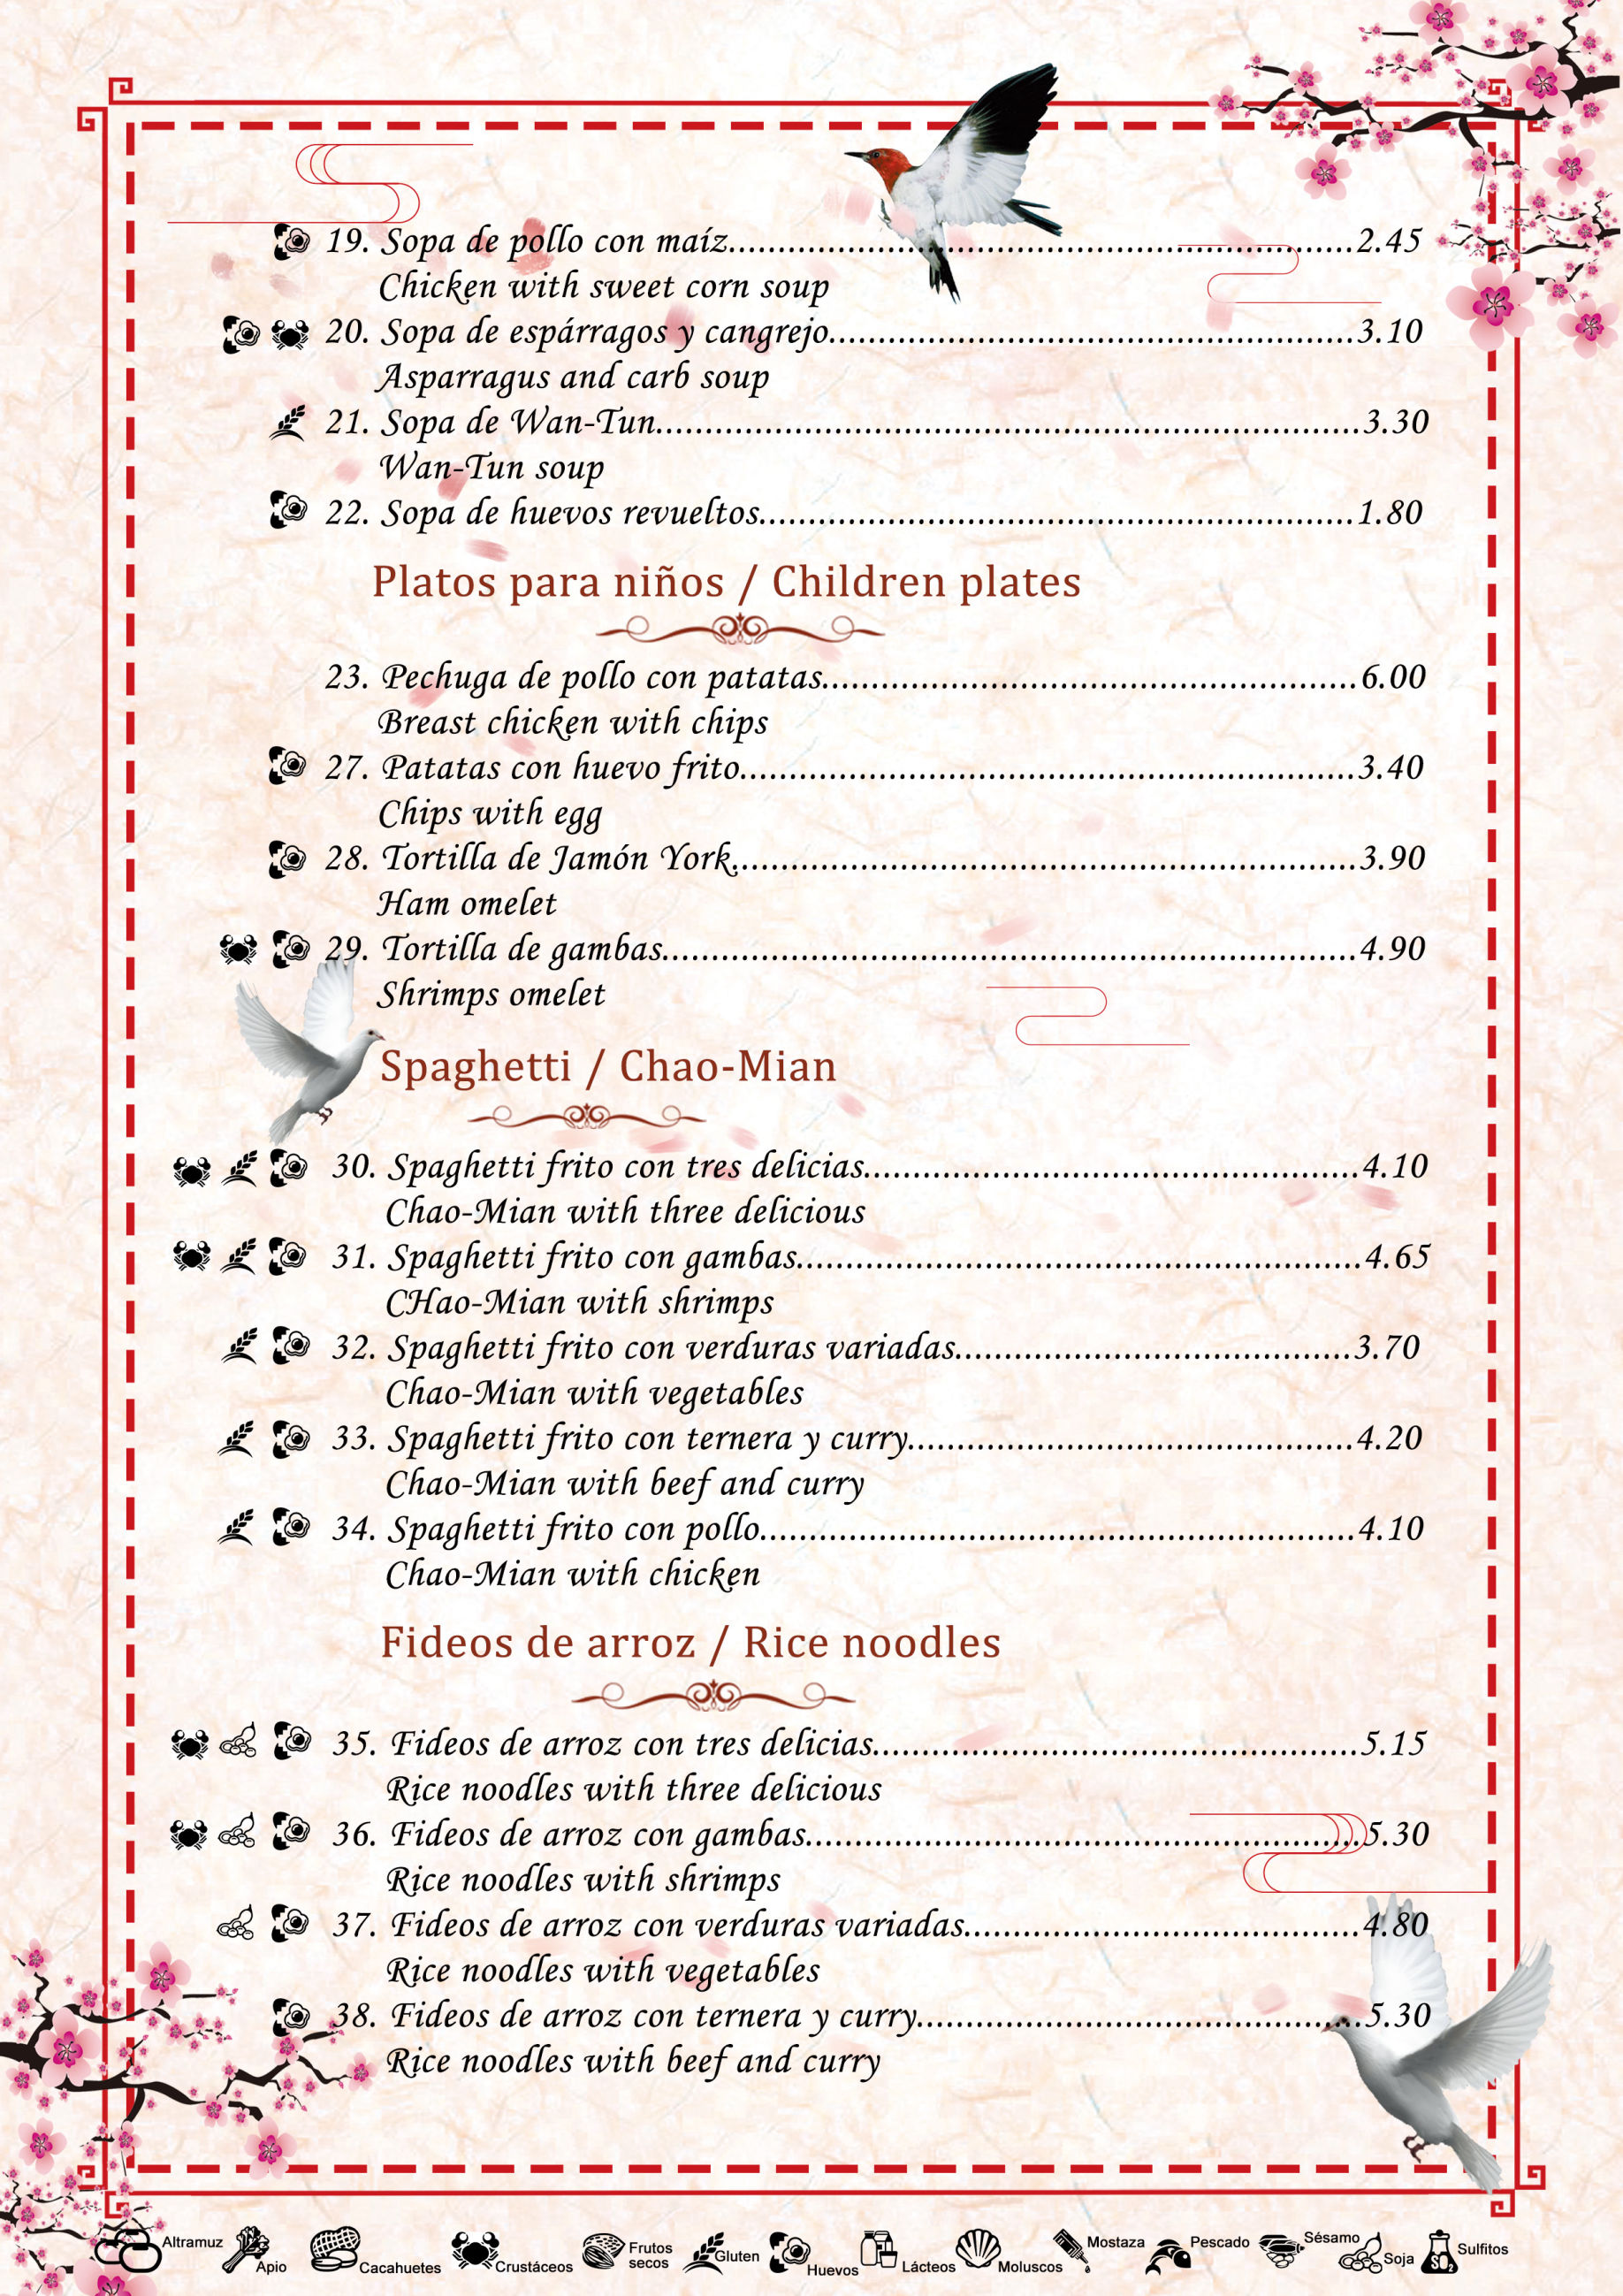 19. Sopa de pollo con maíz..............................2.45
Chicken with sweet corn soup
20. Sopa de espárragos y cangrejo..............................3.10
Asparragus and carb soup
21. Sopa de Wan-Tun..............................3.30
Wan-Tun soup
22. Sopa de huevos revueltos..............................1.80
Platos para niños / Children plates
23. Pechuga de pollo con patatas..............................6.00
Breast chicken with chips
27. Patatas con huevo frito..............................3.40
Chips with egg
28. Tortilla de Jamón York..............................3.90
Ham omelet
29. Tortilla de gambas..............................4.90
Shrimps omelet
Spaghetti / Chao-Mian
30. Spaghetti frito con tres delicias..............................4.10
Chao-Mian with three delicious
31. Spaghetti frito con gambas..............................4.65
CHao-Mian with shrimps
32. Spaghetti frito con verduras variadas..............................3.70
Chao-Mian with vegetables
33. Spaghetti frito con ternera y curry..............................4.20
Chao-Mian with beef and curry
34. Spaghetti frito con pollo..............................4.10
Chao-Mian with chicken
Fideos de arroz / Rice noodles
35. Fideos de arroz con tres delicias..............................5.15
Rice noodles with three delicious
36. Fideos de arroz con gambas..............................5.30
Rice noodles with shrimps
37. Fideos de arroz con verduras variadas..............................4.80
Rice noodles with vegetables
38. Fideos de arroz con ternera y curry..............................5.30
Rice noodles with beef and curry
Altramuz Apio Cacahuetes Crustáceos Frutos secos Gluten Huevos Lácteos Moluscos Mostaza Pescado Sésamo Soja SO2 Sulfitos